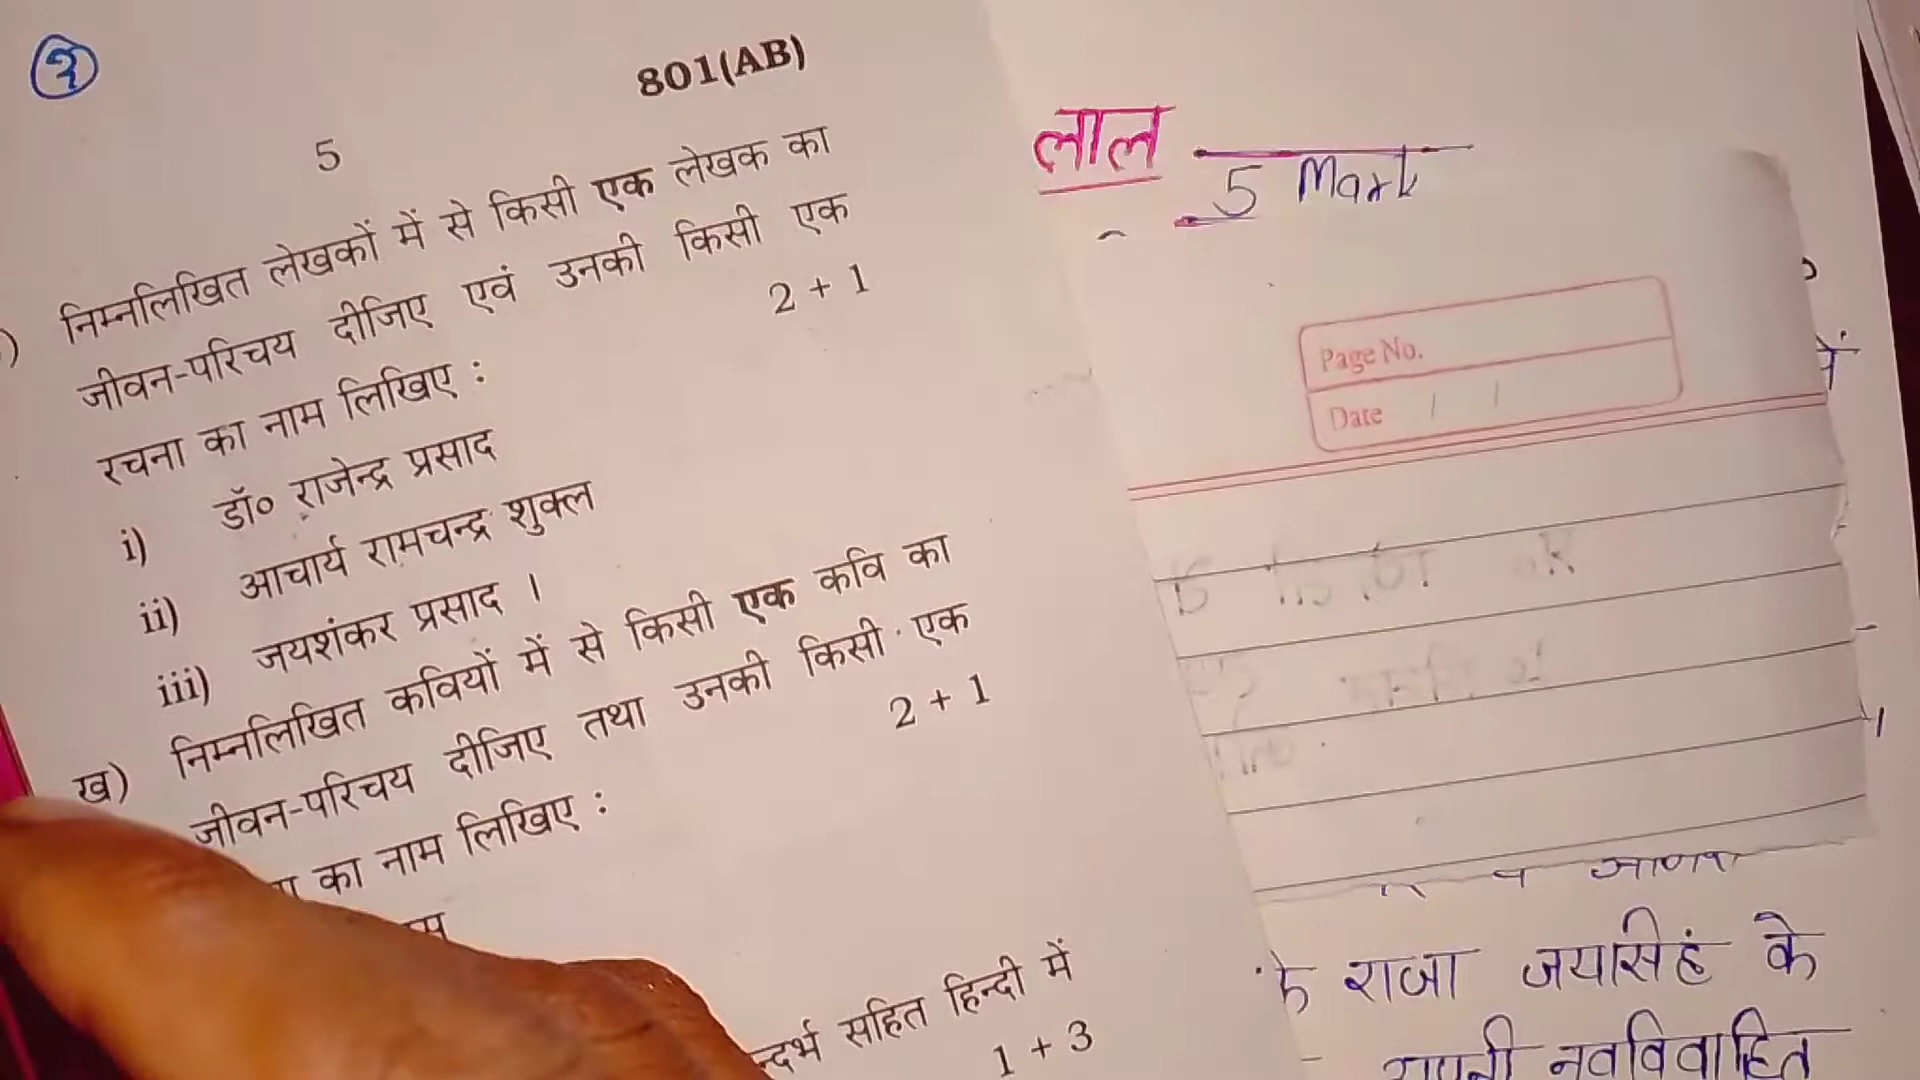 २
801(AB)
5
निम्नलिखित लेखकों में से किसी एक लेखक का
जीवन-परिचय दीजिए एवं उनकी किसी एक
रचना का नाम लिखिए :
2 + 1
i) डॉ० राजेन्द्र प्रसाद
ii) आचार्य रामचन्द्र शुक्ल
iii) जयशंकर प्रसाद ।
ख) निम्नलिखित कवियों में से किसी एक कवि का
जीवन-परिचय दीजिए तथा उनकी किसी एक
का नाम लिखिए :
2 + 1
सहित हिन्दी में
1 + 3
लाल
5 Mark
Page No.
Date / /
राजा जयसिहं के
नवविवाहित